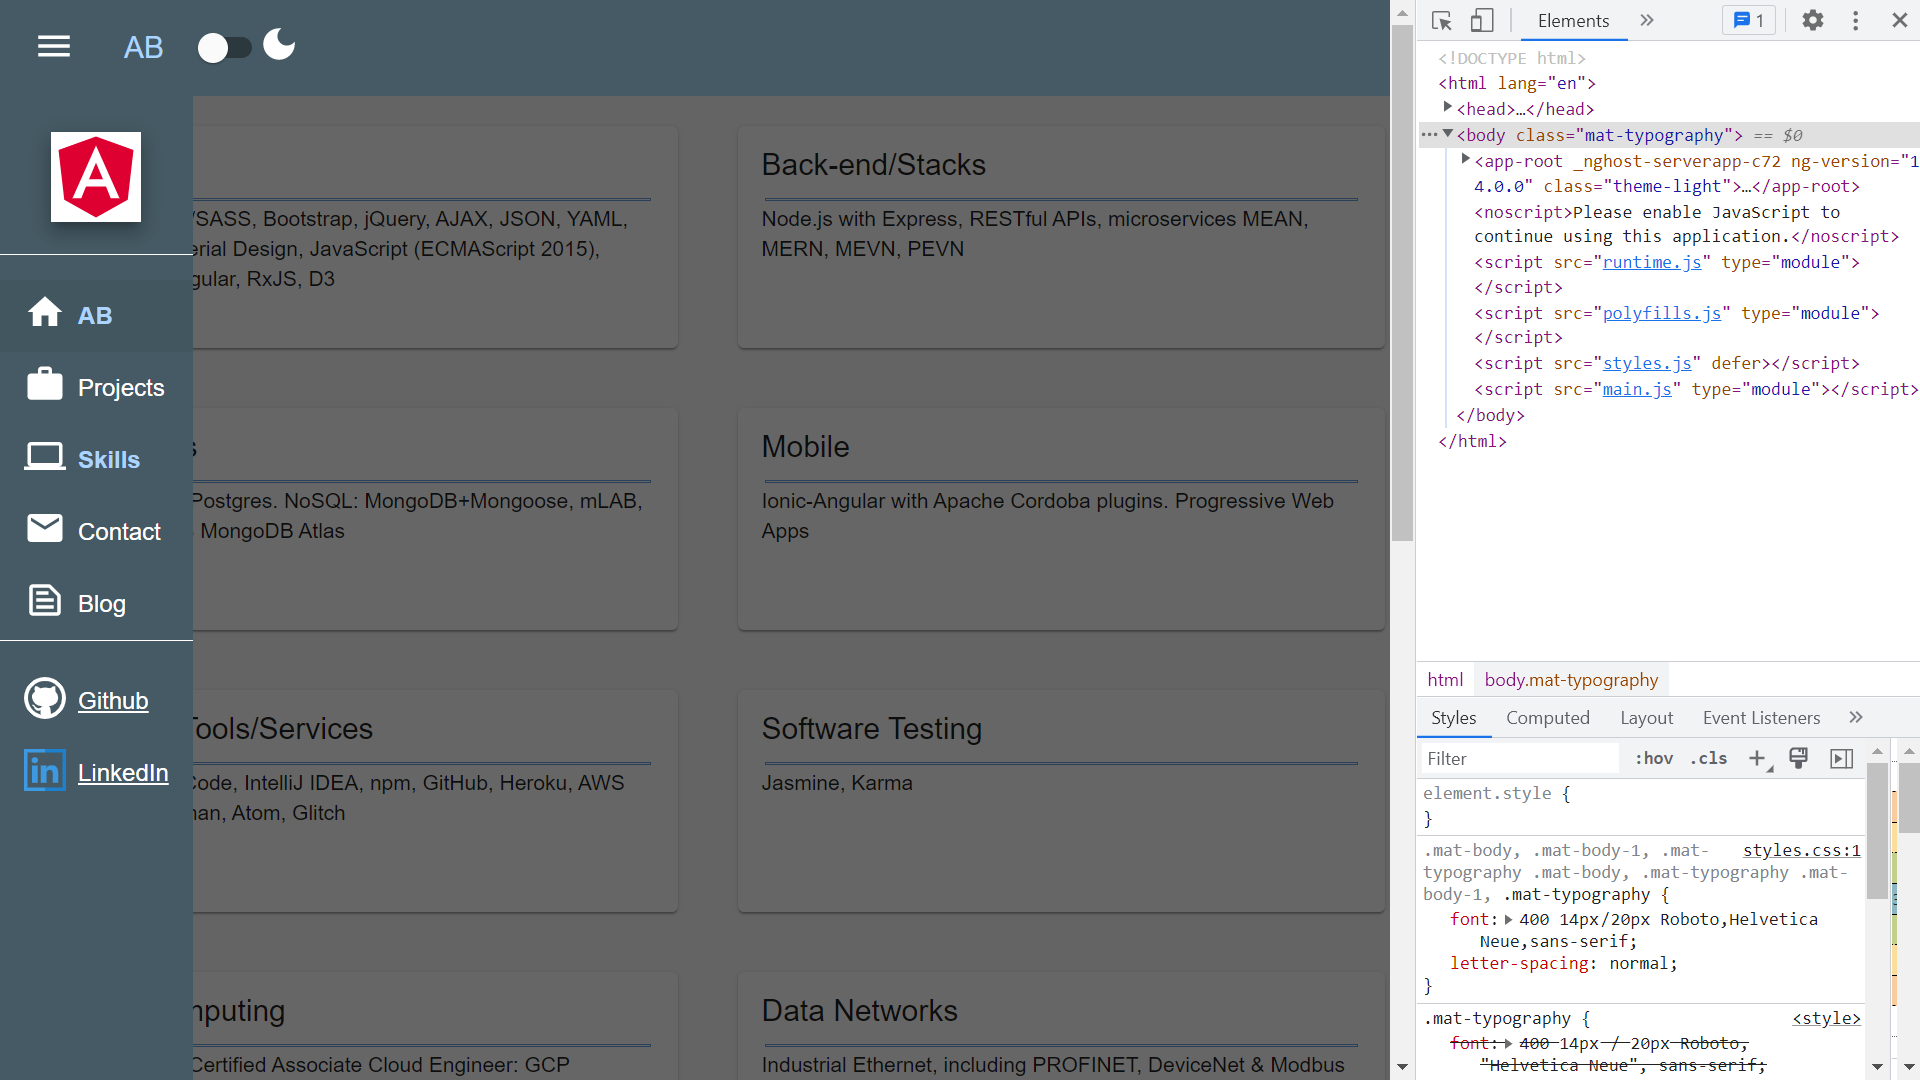 AB
AB
Projects
Skills
Contact
Blog
Github
LinkedIn
/SASS, Bootstrap, jQuery, AJAX, JSON, YAML,
erial Design, JavaScript (ECMAScript 2015),
gular, RxJS, D3
Back-end/Stacks
Node.js with Express, RESTful APIs, microservices MEAN,
MERN, MEVN, PEVN
s
Postgres. NoSQL: MongoDB+Mongoose, mLAB,
MongoDB Atlas
Mobile
Ionic-Angular with Apache Cordoba plugins. Progressive Web
Apps
Tools/Services
Code, IntelliJ IDEA, npm, GitHub, Heroku, AWS
nan, Atom, Glitch
Software Testing
Jasmine, Karma
nputing
Certified Associate Cloud Engineer: GCP
Data Networks
Industrial Ethernet, including PROFINET, DeviceNet & Modbus
Elements
1
<!DOCTYPE html>
<html lang="en">
<head>…</head>
<body class="mat-typography"> == $0
<app-root _nghost-serverapp-c72 ng-version="1
4.0.0" class="theme-light">…</app-root>
<noscript>Please enable JavaScript to
continue using this application.</noscript>
<script src="runtime.js" type="module">
</script>
<script src="polyfills.js" type="module">
</script>
<script src="styles.js" defer></script>
<script src="main.js" type="module"></script>
</body>
</html>
html body.mat-typography
Styles Computed Layout Event Listeners
Filter :hov .cls
element.style {
}
.mat-body, .mat-body-1, .mat- styles.css:1
typography .mat-body, .mat-typography .mat-
body-1, .mat-typography {
font: 400 14px/20px Roboto,Helvetica
Neue,sans-serif;
letter-spacing: normal;
}
.mat-typography { <style>
font: 400 14px / 20px Roboto,
"Helvetica Neue", sans-serif;